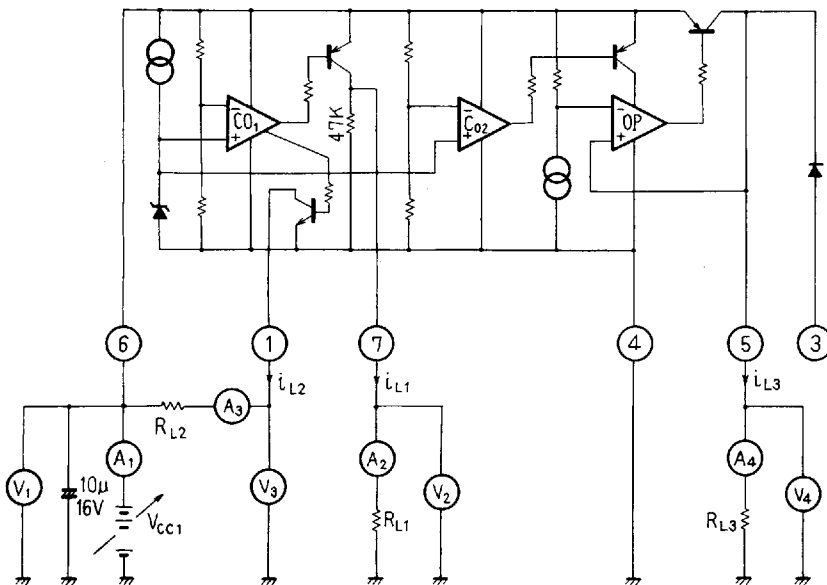 CO₁
− +
47K
C₀₂
− +
OP
− +
6 1 7 4 5 3
iL2 iL1 iL3
RL2 A3
A1 A2 A4
V1 10μ 16V VCC1 V3 RL1 V2 RL3 V4